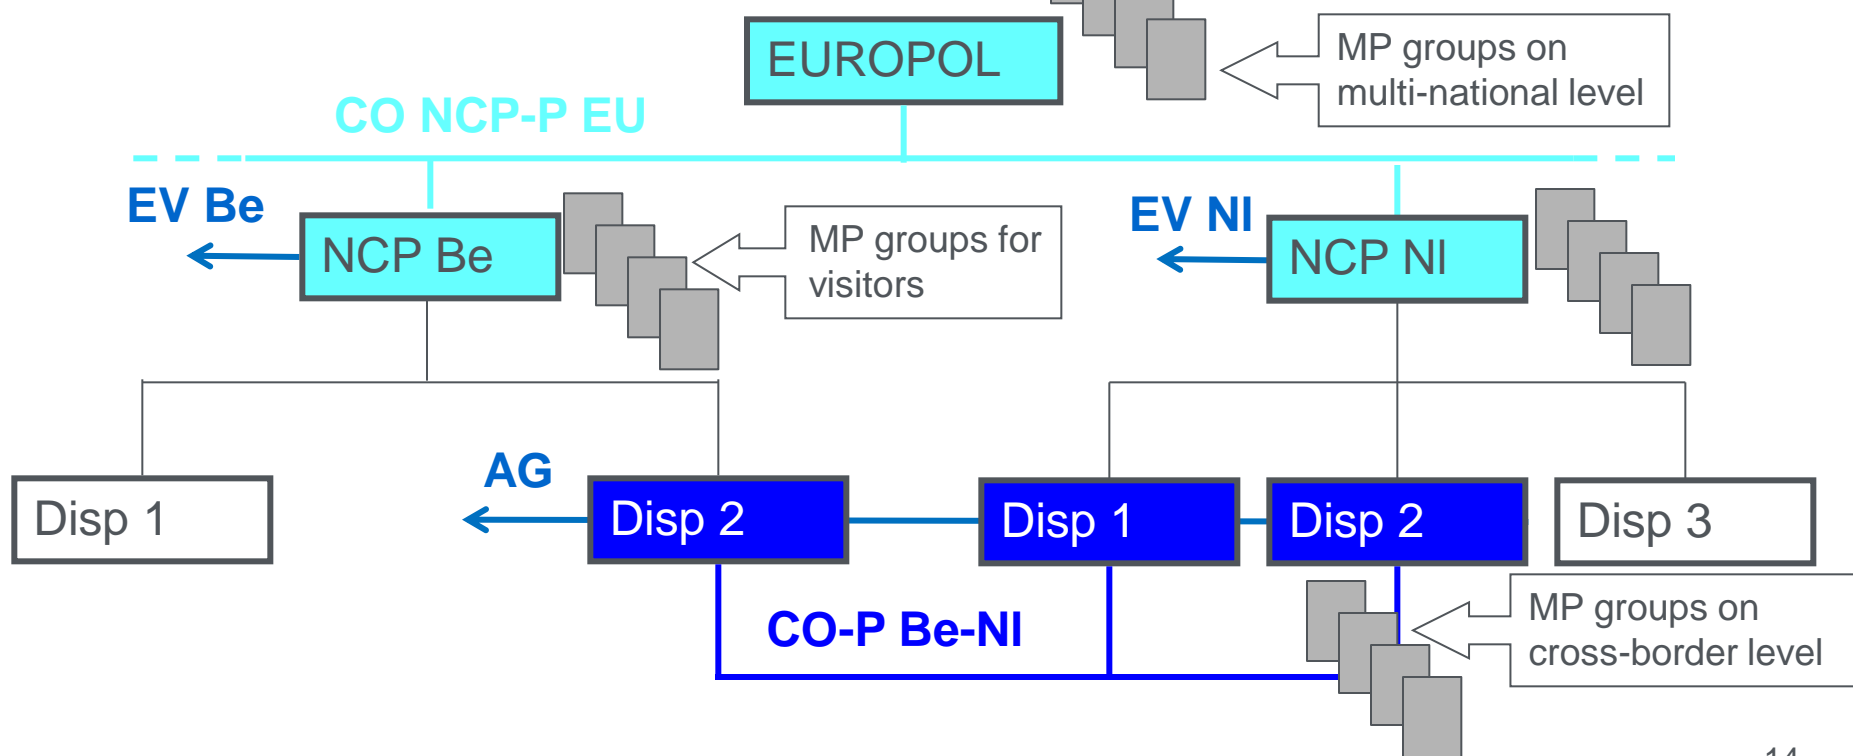 EUROPOL
MP groups on
multi-national level
CO NCP-P EU
EV Be
NCP Be
MP groups for
visitors
EV Nl
NCP Nl
AG
Disp 1
Disp 2
Disp 1
Disp 2
Disp 3
CO-P Be-Nl
MP groups on
cross-border level
14